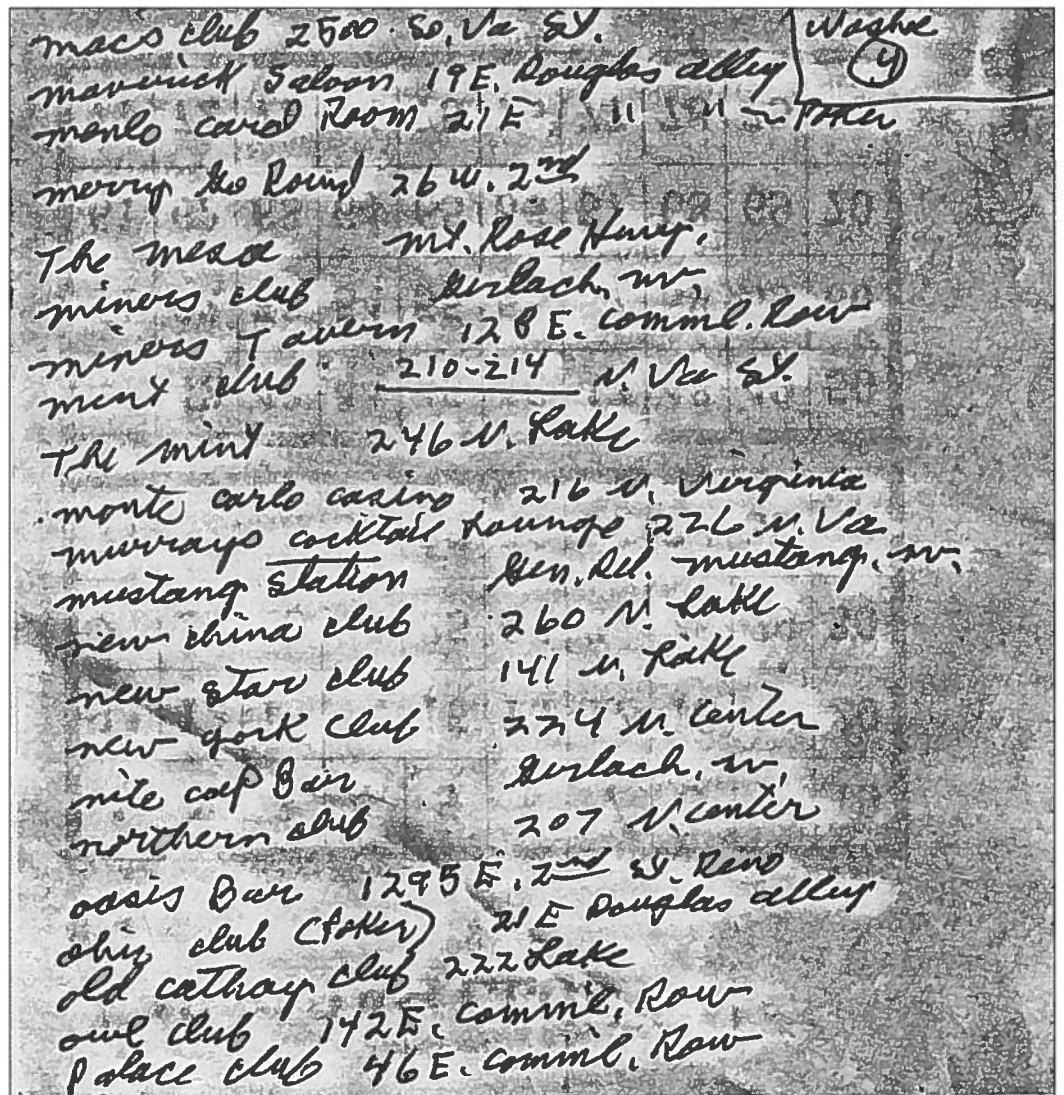 macs club 2500 So. Va St.
Washoe
4
maverick Saloon 19 E. Douglas alley
menlo card Room 21 E " " ~ Poker
merry Go Round 26 W. 2nd
The mesa mt. Rose Hwy.
miners club Gerlach, nv.
miners Tavern 128 E. comml. Row
mint club 210-214 N. Va St.
The mint 246 N. Lake
monte carlo casino 216 N. Virginia
murrays cocktail Lounge 226 N. Va
mustang Station Gen. Del. mustang, nv.
new china club 260 N. Lake
new star club 141 N. Lake
new york Club 224 N. Center
nite cap Bar Gerlach, nv.
northern club 207 N. center
oasis Bar 1295 E. 2nd St. Reno
ohio club (Poker) 21 E Douglas alley
old cathay club 222 Lake
owl club 142 E. comml. Row
Palace club 46 E. comml. Row